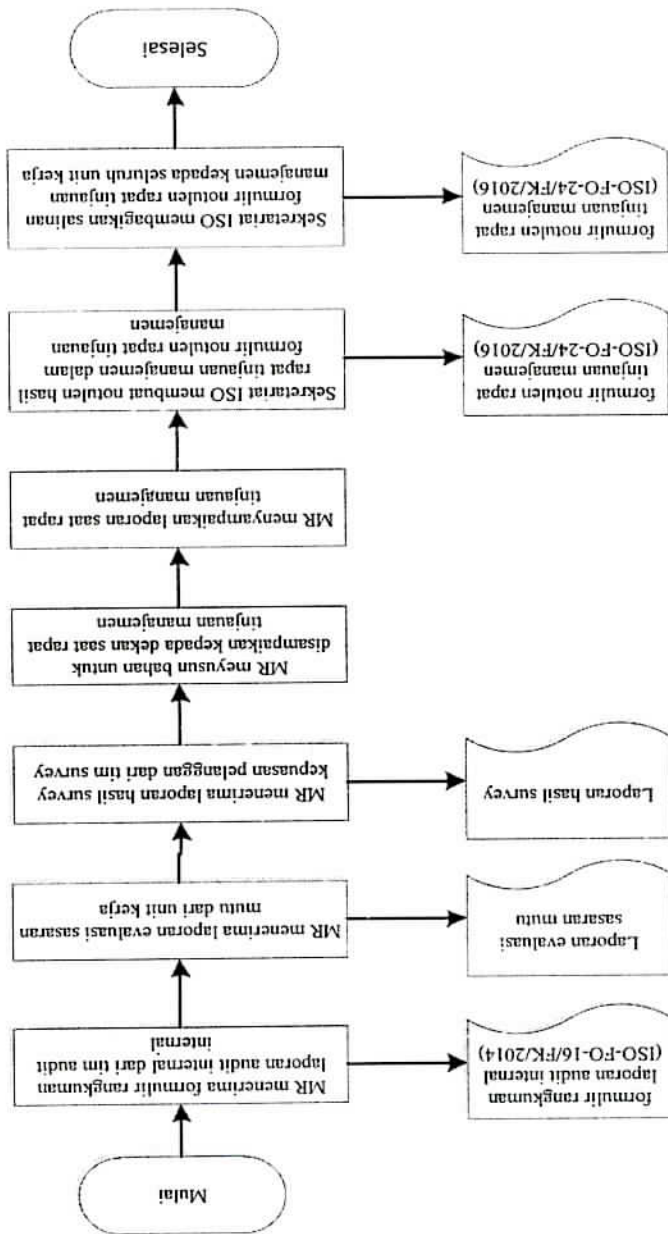 Mulai
MR menerima formulir rangkuman
laporan audit internal dari tim audit
internal
formulir rangkuman
laporan audit internal
(ISO-FO-16/FK/2014)
MR menerima laporan evaluasi sasaran
mutu dari unit kerja
Laporan evaluasi
sasaran mutu
MR menerima laporan hasil survey
kepuasan pelanggan dari tim survey
Laporan hasil survey
MR meyusun bahan untuk
disampaikan kepada dekan saat rapat
tinjauan manajemen
MR menyampaikan laporan saat rapat
tinjauan manajemen
Sekretariat ISO membuat notulen hasil
rapat tinjauan manajemen dalam
formulir notulen rapat tinjauan
manajemen
formulir notulen rapat
tinjauan manajemen
(ISO-FO-24/FK/2016)
Sekretariat ISO membagikan salinan
formulir notulen rapat tinjauan
manajemen kepada seluruh unit kerja
formulir notulen rapat
tinjauan manajemen
(ISO-FO-24/FK/2016)
Selesai